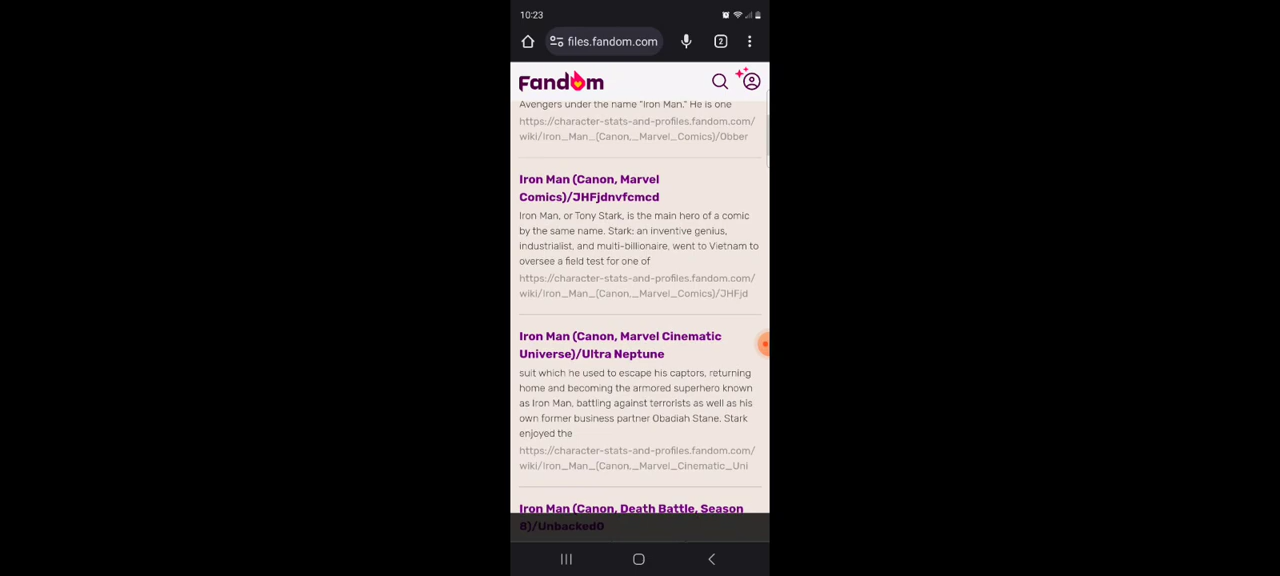 10:23
files.fandom.com
2
Fandom
Avengers under the name "Iron Man." He is one
https://character-stats-and-profiles.fandom.com/
wiki/Iron_Man_(Canon,_Marvel_Comics)/Obber
Iron Man (Canon, Marvel
Comics)/JHFjdnvfcmcd
Iron Man, or Tony Stark, is the main hero of a comic
by the same name. Stark; an inventive genius,
industrialist, and multi-billionaire, went to Vietnam to
oversee a field test for one of
https://character-stats-and-profiles.fandom.com/
wiki/Iron_Man_(Canon,_Marvel_Comics)/JHFjd
Iron Man (Canon, Marvel Cinematic
Universe)/Ultra Neptune
suit which he used to escape his captors, returning
home and becoming the armored superhero known
as Iron Man, battling against terrorists as well as his
own former business partner Obadiah Stane. Stark
enjoyed the
https://character-stats-and-profiles.fandom.com/
wiki/Iron_Man_(Canon,_Marvel_Cinematic_Uni
Iron Man (Canon, Death Battle, Season
8)/Unbacked0